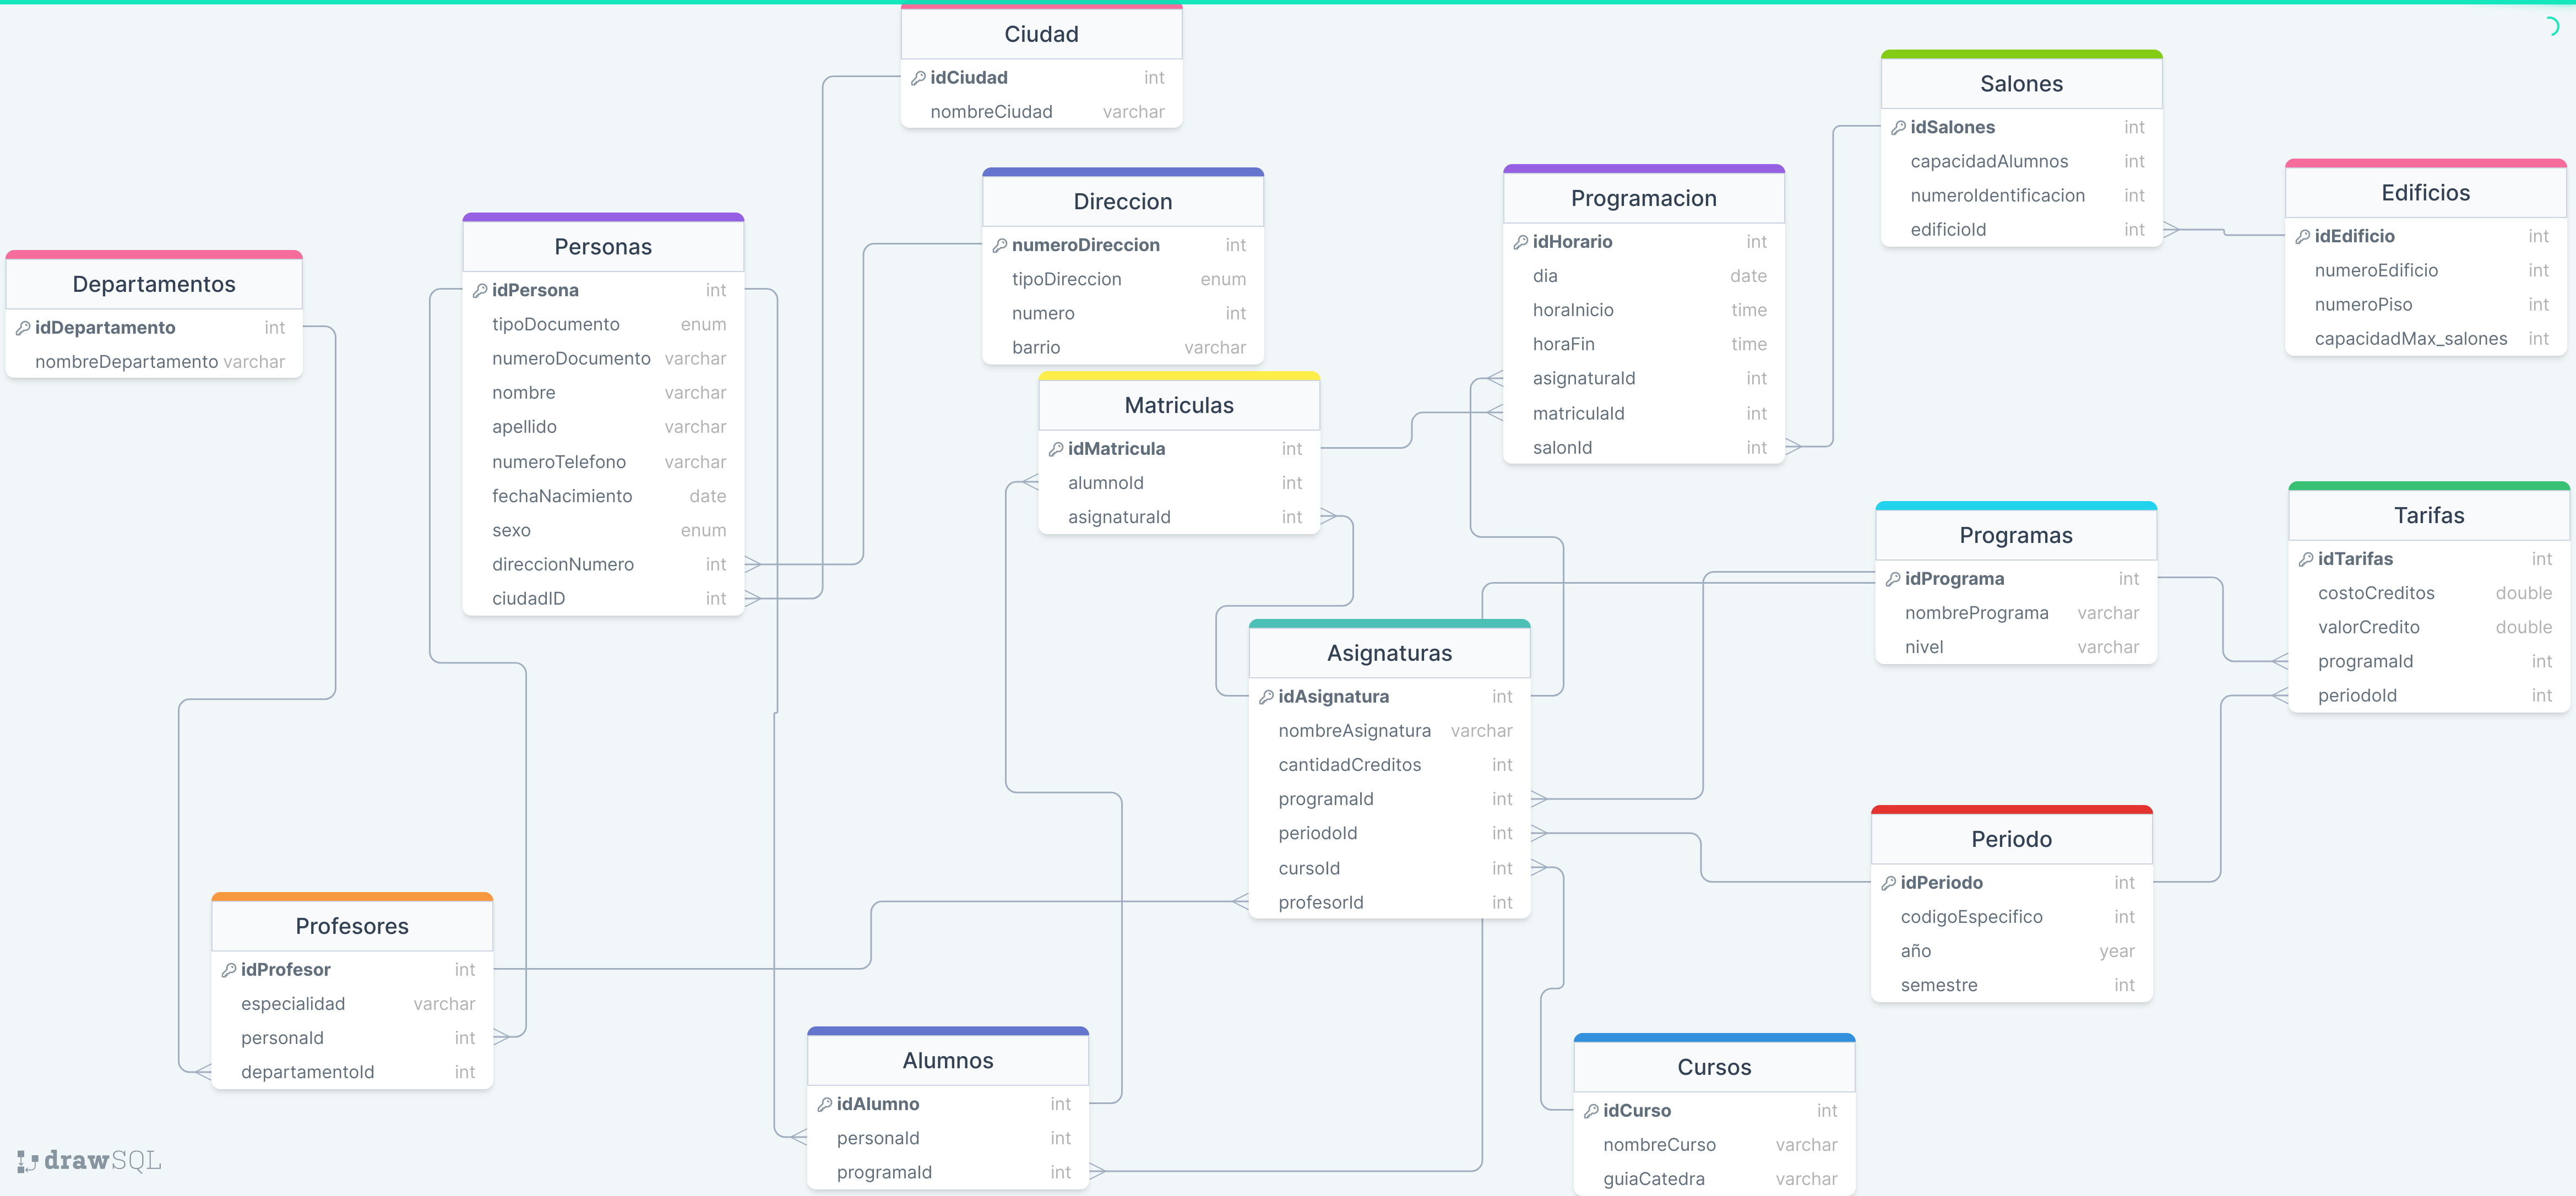 Ciudad
idCiudad int
nombreCiudad varchar
Salones
idSalones int
capacidadAlumnos int
numeroIdentificacion int
edificioId int
Edificios
idEdificio int
numeroEdificio int
numeroPiso int
capacidadMax_salones int
Direccion
numeroDireccion int
tipoDireccion enum
numero int
barrio varchar
Programacion
idHorario int
dia date
horaInicio time
horaFin time
asignaturaId int
matriculaId int
salonId int
Personas
idPersona int
tipoDocumento enum
numeroDocumento varchar
nombre varchar
apellido varchar
numeroTelefono varchar
fechaNacimiento date
sexo enum
direccionNumero int
ciudadID int
Departamentos
idDepartamento int
nombreDepartamento varchar
Matriculas
idMatricula int
alumnoId int
asignaturaId int
Programas
idPrograma int
nombrePrograma varchar
nivel varchar
Tarifas
idTarifas int
costoCreditos double
valorCredito double
programaId int
periodoId int
Asignaturas
idAsignatura int
nombreAsignatura varchar
cantidadCreditos int
programaId int
periodoId int
cursoId int
profesorId int
Periodo
idPeriodo int
codigoEspecifico int
año year
semestre int
Profesores
idProfesor int
especialidad varchar
personaId int
departamentoId int
Alumnos
idAlumno int
personaId int
programaId int
Cursos
idCurso int
nombreCurso varchar
guiaCatedra varchar
drawSQL